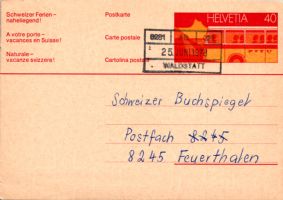 Schweizer Ferien –
naheliegend!
A votre porte –
vacances en Suisse!
Naturale –
vacanze svizzere!
Postkarte
Carte postale
Cartolina postale
HELVETIA 40
WALDSTATT
Schweizer Buchspiegel
Postfach 8245
8245 Feuerthalen